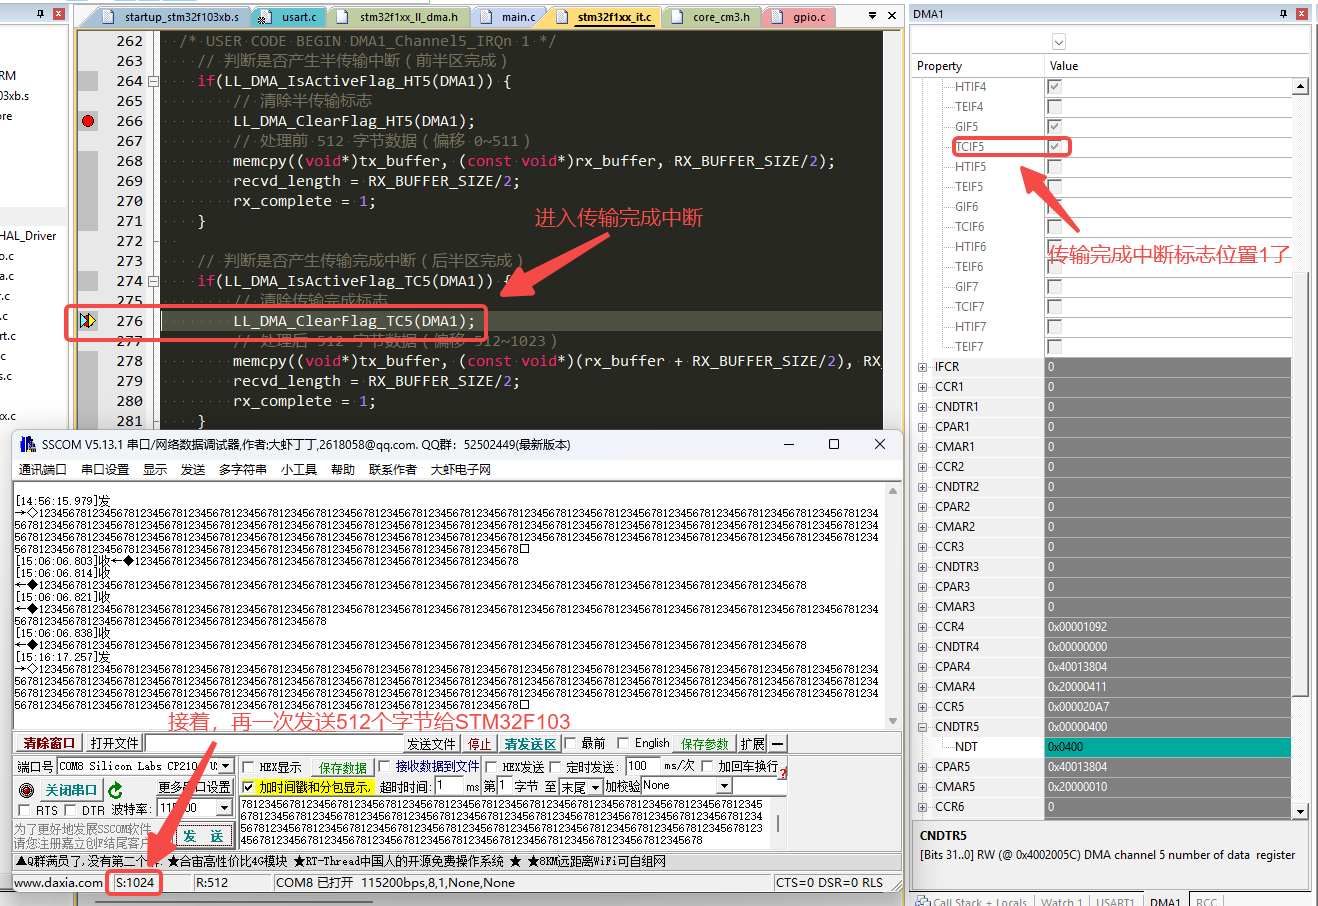 startup_stm32f103xb.s
usart.c
stm32f1xx_ll_dma.h
main.c
stm32f1xx_it.c
core_cm3.h
gpio.c
262 /* USER CODE BEGIN DMA1_Channel5_IRQn 1 */
263 // 判断是否产生半传输中断（前半区完成）
264 if(LL_DMA_IsActiveFlag_HT5(DMA1)) {
265 // 清除半传输标志
266 LL_DMA_ClearFlag_HT5(DMA1);
267 // 处理前 512 字节数据（偏移 0~511）
268 memcpy((void*)tx_buffer, (const void*)rx_buffer, RX_BUFFER_SIZE/2);
269 recvd_length = RX_BUFFER_SIZE/2;
270 rx_complete = 1;
271 }
272
273 // 判断是否产生传输完成中断（后半区完成）
274 if(LL_DMA_IsActiveFlag_TC5(DMA1)) {
275 // 清除传输完成标志
276 LL_DMA_ClearFlag_TC5(DMA1);
277 // 处理后 512 字节数据（偏移 512~1023）
278 memcpy((void*)tx_buffer, (const void*)(rx_buffer + RX_BUFFER_SIZE/2), RX_
279 recvd_length = RX_BUFFER_SIZE/2;
280 rx_complete = 1;
281 }
进入传输完成中断
RM
03xb.s
ore
HAL_Driver
o.c
a.c
r.c
.c
rt.c
c
s.c
xx.c
SSCOM V5.13.1 串口/网络数据调试器,作者:大虾丁丁,2618058@qq.com. QQ群: 52502449(最新版本)
通讯端口 串口设置 显示 发送 多字符串 小工具 帮助 联系作者 大虾电子网
[14:56:15.979]发
[15:06:06.803]收←◆
[15:06:06.814]收
[15:06:06.821]收
[15:06:06.838]收
[15:16:17.257]发
接着，再一次发送512个字节给STM32F103
清除窗口 打开文件 发送文件 停止 清发送区 最前 English 保存参数 扩展 —
端口号 COM8 Silicon Labs CP210 HEX显示 保存数据 接收数据到文件 HEX发送 定时发送: 100 ms/次 加回车换行
关闭串口 更多串口设置 加时间戳和分包显示, 超时时间: 1 ms 第1 字节 至 末尾 加校验 None
RTS DTR 波特率:
为了更好地发展SSCOM软件
请您注册嘉立创F结尾客户
发 送
▲Q群满员了,没有第二个群. ★合宙高性价比4G模块 ★RT-Thread中国人的开源免费操作系统 ★ ★8KM远距离WiFi可自组网
www.daxia.com S:1024 R:512 COM8 已打开 115200bps,8,1,None,None CTS=0 DSR=0 RLS
DMA1
Property Value
HTIF4
TEIF4
GIF5
TCIF5
HTIF5
TEIF5
GIF6
TCIF6
HTIF6
TEIF6
GIF7
TCIF7
HTIF7
TEIF7
传输完成中断标志位置1了
IFCR 0
CCR1 0
CNDTR1 0
CPAR1 0
CMAR1 0
CCR2 0
CNDTR2 0
CPAR2 0
CMAR2 0
CCR3 0
CNDTR3 0
CPAR3 0
CMAR3 0
CCR4 0x00001092
CNDTR4 0x00000000
CPAR4 0x40013804
CMAR4 0x20000411
CCR5 0x000020A7
CNDTR5 0x00000400
NDT 0x0400
CPAR5 0x40013804
CMAR5 0x20000010
CCR6 0
CNDTR5
[Bits 31..0] RW (@ 0x4002005C) DMA channel 5 number of data register
Call Stack + Locals Watch 1 USART1 DMA1 RCC